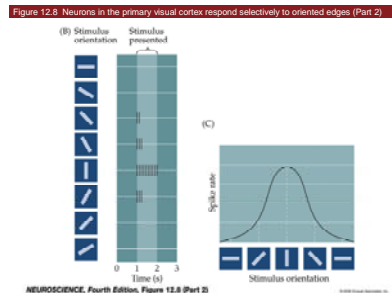 Figure 12.8 Neurons in the primary visual cortex respond selectively to oriented edges (Part 2)
(B) Stimulus orientation
Stimulus presented
0 1 2 3
Time (s)
(C)
Spike rate
Stimulus orientation
NEUROSCIENCE, Fourth Edition, Figure 12.8 (Part 2)